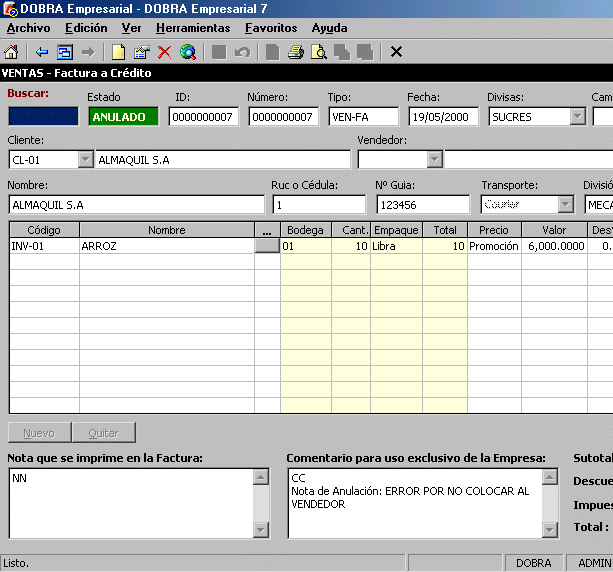 DOBRA Empresarial - DOBRA Empresarial 7
Archivo Edición Ver Herramientas Favoritos Ayuda
VENTAS - Factura a Crédito
Buscar: Estado ID: Número: Tipo: Fecha: Divisas: Cam
ANULADO 0000000007 0000000007 VEN-FA 19/05/2000 SUCRES
Cliente: Vendedor:
CL-01 ALMAQUIL S.A
Nombre: Ruc o Cédula: Nº Guia: Transporte: Divisió
ALMAQUIL S.A 1 123456 Courier MECA
Código Nombre ... Bodega Cant. Empaque Total Precio Valor Des
INV-01 ARROZ 01 10 Libra 10 Promoción 6,000.0000 0.
Nuevo Quitar
Nota que se imprime en la Factura: Comentario para uso exclusivo de la Empresa: Sutotal
NN CC
Nota de Anulación: ERROR POR NO COLOCAR AL
VENDEDOR
Descue
Impues
Total :
Listo. DOBRA ADMIN